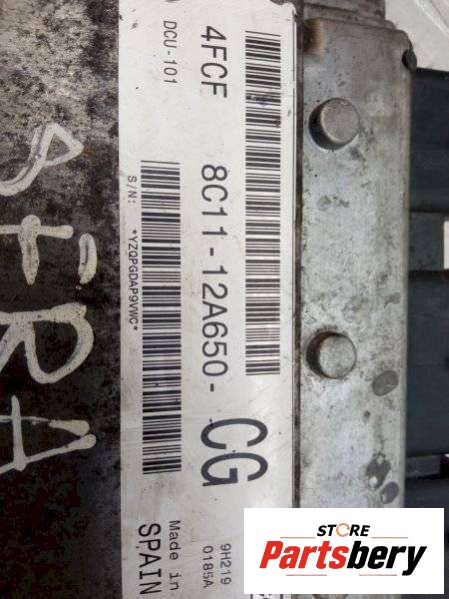 4FCF 8C11-12A650-CG
DCU-101
S/N: *YZQPGDAP9VWC*
9H219
0185A
Made in
SPAIN
STORE
Partsbery